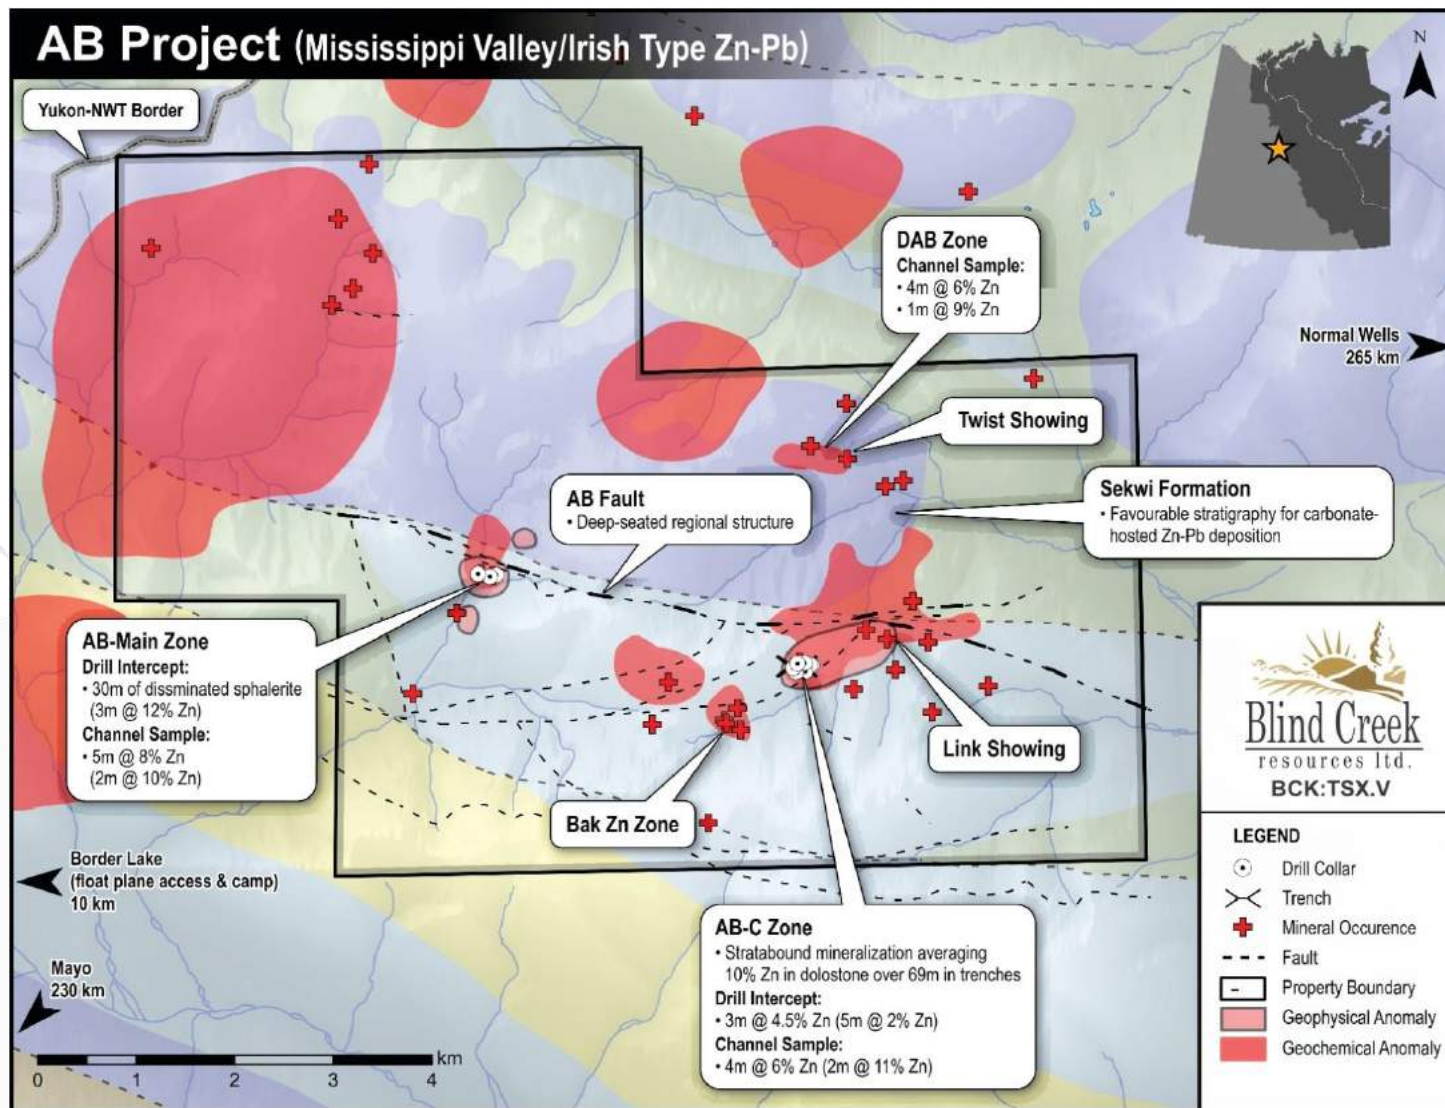 AB Project (Mississippi Valley/Irish Type Zn-Pb)
Yukon-NWT Border
N
DAB Zone
Channel Sample:
• 4m @ 6% Zn
• 1m @ 9% Zn
Normal Wells
265 km
Twist Showing
AB Fault
• Deep-seated regional structure
Sekwi Formation
• Favourable stratigraphy for carbonate-
hosted Zn-Pb deposition
AB-Main Zone
Drill Intercept:
• 30m of dissminated sphalerite
(3m @ 12% Zn)
Channel Sample:
• 5m @ 8% Zn
(2m @ 10% Zn)
Link Showing
Bak Zn Zone
Border Lake
(float plane access & camp)
10 km
Mayo
230 km
AB-C Zone
• Stratabound mineralization averaging
10% Zn in dolostone over 69m in trenches
Drill Intercept:
• 3m @ 4.5% Zn (5m @ 2% Zn)
Channel Sample:
• 4m @ 6% Zn (2m @ 11% Zn)
km
0 1 2 3 4
Blind Creek
resources ltd.
BCK:TSX.V
LEGEND
Drill Collar
Trench
Mineral Occurence
Fault
Property Boundary
Geophysical Anomaly
Geochemical Anomaly